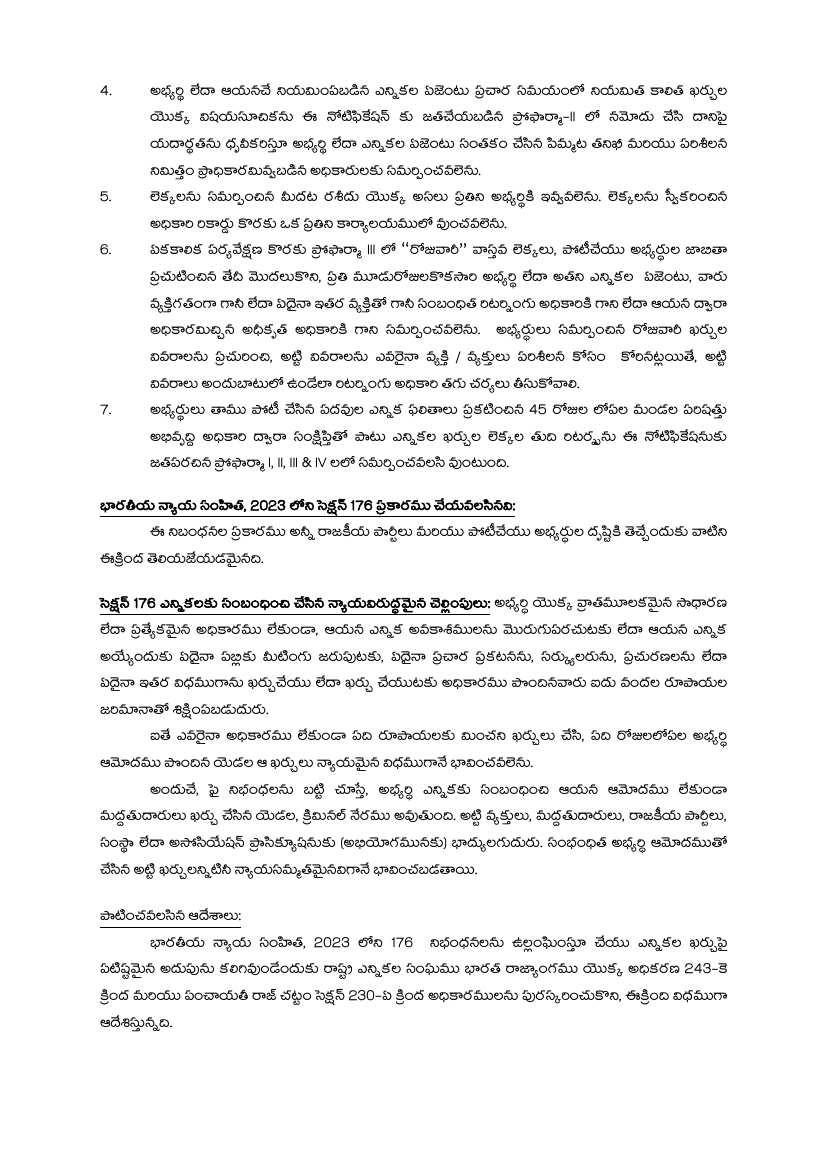 4. అభ్యర్థి లేదా ఆయనచే నియమింపబడిన ఎన్నికల ఏజెంటు ప్రచార సమయంలో నియమిత కాలిత ఖర్చుల
యొక్క విషయసూచికను ఈ నోటిఫికేషన్ కు జతచేయబడిన ప్రోఫార్మా-II లో నమోదు చేసి దానిపై
యదార్థతను ధృవీకరిస్తూ అభ్యర్థి లేదా ఎన్నికల ఏజెంటు సంతకం చేసిన పిమ్మట తనిఖీ మరియు పరిశీలన
నిమిత్తం ప్రాధికారమివ్వబడిన అధికారులకు సమర్పించవలెను.
5. లెక్కలను సమర్పించిన మీదట రశీదు యొక్క అసలు ప్రతిని అభ్యర్థికి ఇవ్వవలెను. లెక్కలను స్వీకరించిన
అధికారి రికార్డు కొరకు ఒక ప్రతిని కార్యాలయములో వుంచవలెను.
6. ఏకకాలిక పర్యవేక్షణ కొరకు ప్రోఫార్మా III లో ‘‘రోజువారీ’’ వాస్తవ లెక్కలు, పోటీచేయు అభ్యర్థుల జాబితా
ప్రచుటించిన తేదీ మొదలుకొని, ప్రతి మూడురోజులకొకసారి అభ్యర్థి లేదా అతని ఎన్నికల ఏజెంటు, వారు
వ్యక్తిగతంగా గానీ లేదా ఏదైనా ఇతర వ్యక్తితో గానీ సంబంధిత రిటర్నింగు అధికారికి గాని లేదా ఆయన ద్వారా
అధికారమిచ్చిన అధీకృత అధికారికి గాని సమర్పించవలెను. అభ్యర్థులు సమర్పించిన రోజువారీ ఖర్చుల
వివరాలను ప్రచురించి, అట్టి వివరాలను ఎవరైనా వ్యక్తి / వ్యక్తులు పరిశీలన కోసం కోరినట్లయితే, అట్టి
వివరాలు అందుబాటులో ఉండేలా రిటర్నింగు అధికారి తగు చర్యలు తీసుకోవాలి.
7. అభ్యర్థులు తాము పోటీ చేసిన పదవుల ఎన్నిక ఫలితాలు ప్రకటించిన 45 రోజుల లోపల మండల పరిషత్తు
అభివృద్ది అధికారి ద్వారా సంక్షిప్తితో పాటు ఎన్నికల ఖర్చుల లెక్కల తుది రిటర్న్సను ఈ నోటిఫికేషనుకు
జతపరచిన ప్రోఫార్మా I, II, III & IV లలో సమర్పించవలసి వుంటుంది.
భారతీయ న్యాయ సంహిత, 2023 లోని సెక్షన్ 176 ప్రకారము చేయవలసినవి:
ఈ నిబంధనల ప్రకారము అన్నీ రాజకీయ పార్టీలు మరియు పోటీచేయు అభ్యర్థుల దృష్టికి తెచ్చేందుకు వాటిని
ఈక్రింద తెలియజేయడమైనది.
సెక్షన్ 176 ఎన్నికలకు సంబంధించి చేసిన న్యాయవిరుద్ధమైన చెల్లింపులు: అభ్యర్థి యొక్క వ్రాతమూలకమైన సాధారణ
లేదా ప్రత్యేకమైన అధికారము లేకుండా, ఆయన ఎన్నిక అవకాశములను మొరుగుపరచుటకు లేదా ఆయన ఎన్నిక
అయ్యేందుకు ఏదైనా పబ్లికు మీటింగు జరుపుటకు, ఏదైనా ప్రచార ప్రకటనను, సర్క్యులరును, ప్రచురణలను లేదా
ఏదైనా ఇతర విధముగాను ఖర్చుచేయు లేదా ఖర్చు చేయుటకు అధికారము పొందినవారు ఐదు వందల రూపాయల
జరిమానాతో శిక్షింపబడుదురు.
ఐతే ఎవరైనా అధికారము లేకుండా పది రూపాయలకు మించని ఖర్చులు చేసి, పది రోజులలోపల అభ్యర్థి
ఆమోదము పొందిన యెడల ఆ ఖర్చులు న్యాయమైన విధముగానే భావించవలెను.
అందుచే, పై నిభంధలను బట్టి చూస్తే, అభ్యర్థి ఎన్నికకు సంబంధించి ఆయన ఆమోదము లేకుండా
మద్దతుదారులు ఖర్చు చేసిన యెడల, క్రిమినల్ నేరము అవుతుంది. అట్టి వ్యక్తులు, మద్దతుదారులు, రాజకీయ పార్టీలు,
సంస్థా లేదా అసోసియేషన్ ప్రాసిక్యూషనుకు (అభియోగమునకు) భాద్యులగుదురు. సంభంధిత అభ్యర్థి ఆమోదముతో
చేసిన అట్టి ఖర్చులన్నిటినీ న్యాయసమ్మతమైనవిగానే భావించబడతాయి.
పాటించవలసిన ఆదేశాలు:
భారతీయ న్యాయ సంహిత, 2023 లోని 176 నిభంధనలను ఉల్లంఘింస్తూ చేయు ఎన్నికల ఖర్చుపై
పటిష్టమైన అదుపును కలిగివుండేందుకు రాష్ట్ర ఎన్నికల సంఘము భారత రాజ్యాంగము యొక్క అధికరణ 243-కె
క్రింద మరియు పంచాయతీ రాజ్ చట్టం సెక్షన్ 230-ఏ క్రింద అధికారములను పురస్కరించుకొని, ఈక్రింది విధముగా
ఆదేశిస్తున్నది.